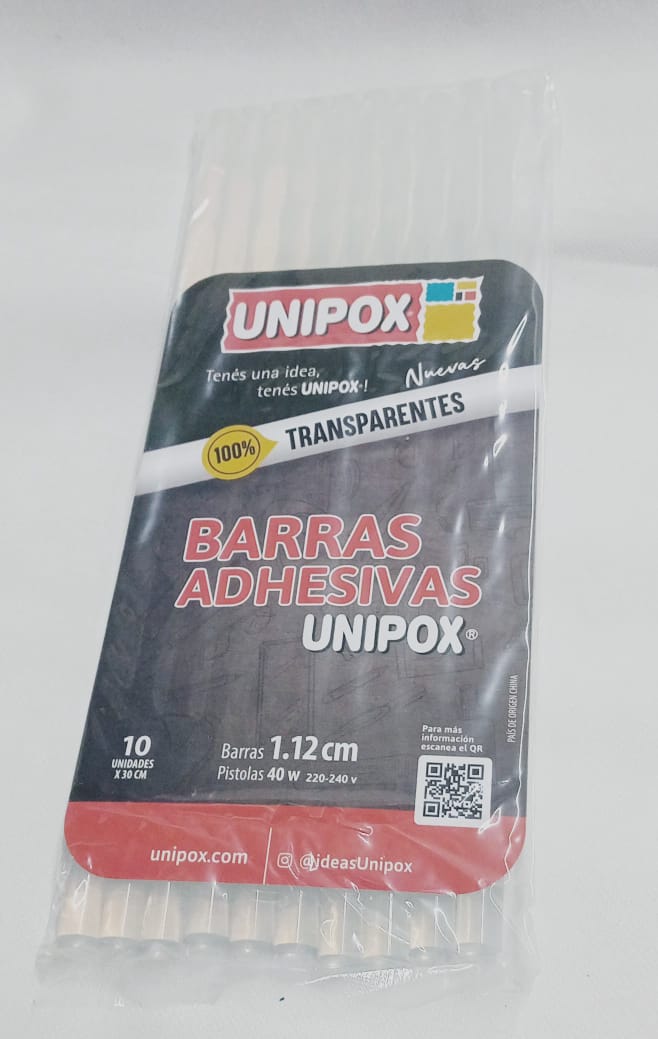 UNIPOX
Tenés una idea,
tenés UNIPOX®!
Nuevas
100%
TRANSPARENTES
BARRAS
ADHESIVAS
UNIPOX®
10
UNIDADES
X 30 CM
Barras 1.12 cm
Pistolas 40 W 220-240 V
Para más
información
escanea el QR
PAÍS DE ORIGEN CHINA
unipox.com
@ideasUnipox